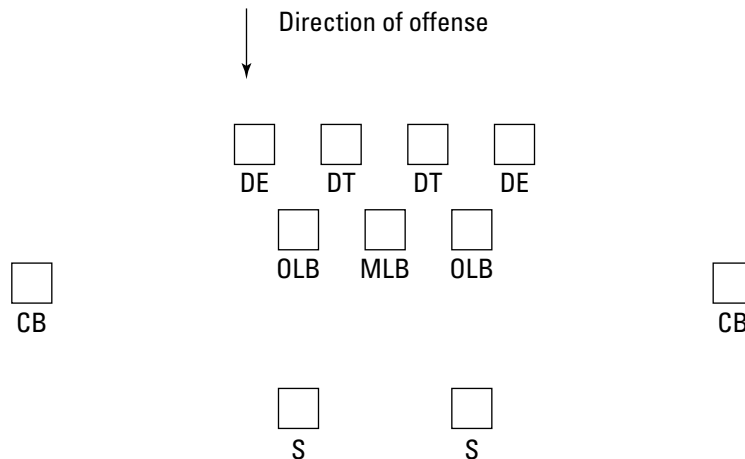 Direction of offense
DE DT DT DE
OLB MLB OLB
CB CB
S S